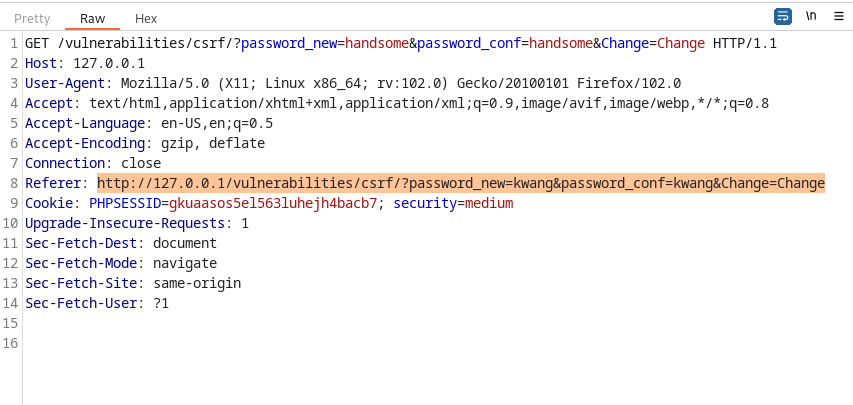 Pretty Raw Hex \n
1 GET /vulnerabilities/csrf/?password_new=handsome&password_conf=handsome&Change=Change HTTP/1.1
2 Host: 127.0.0.1
3 User-Agent: Mozilla/5.0 (X11; Linux x86_64; rv:102.0) Gecko/20100101 Firefox/102.0
4 Accept: text/html,application/xhtml+xml,application/xml;q=0.9,image/avif,image/webp,*/*;q=0.8
5 Accept-Language: en-US,en;q=0.5
6 Accept-Encoding: gzip, deflate
7 Connection: close
8 Referer: http://127.0.0.1/vulnerabilities/csrf/?password_new=kwang&password_conf=kwang&Change=Change
9 Cookie: PHPSESSID=gkuaasos5el563luhejh4bacb7; security=medium
10 Upgrade-Insecure-Requests: 1
11 Sec-Fetch-Dest: document
12 Sec-Fetch-Mode: navigate
13 Sec-Fetch-Site: same-origin
14 Sec-Fetch-User: ?1
15
16